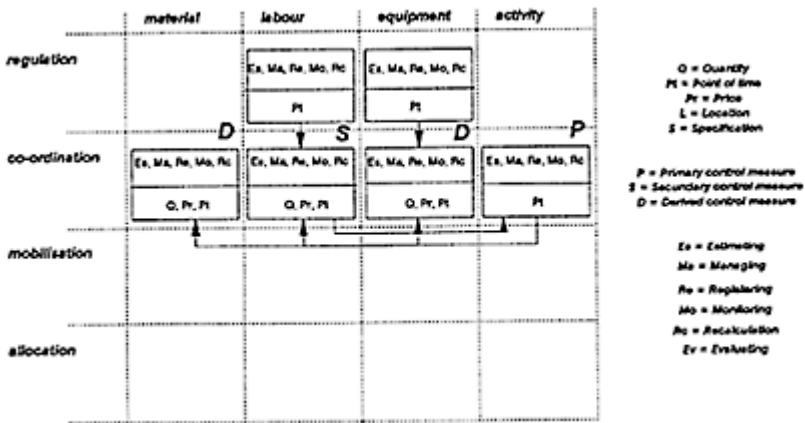 material labour equipment activity
regulation
Es, Ma, Re, Mo, Rc Es, Ma, Re, Mo, Rc
Pt Pt
D S D P
co-ordination
Es, Ma, Re, Mo, Rc Es, Ma, Re, Mo, Rc Es, Ma, Re, Mo, Rc Es, Ma, Re, Mo, Rc
Q, Pr, Pt Q, Pr, Pt Q, Pr, Pt Pt
mobilisation
allocation
Q = Quantity
Pt = Point of time
Pr = Price
L = Location
S = Specification
P = Primary control measure
S = Secundary control measure
D = Derived control measure
Es = Estimating
Ma = Managing
Re = Registering
Mo = Monitoring
Rc = Recalculation
Ev = Evaluating